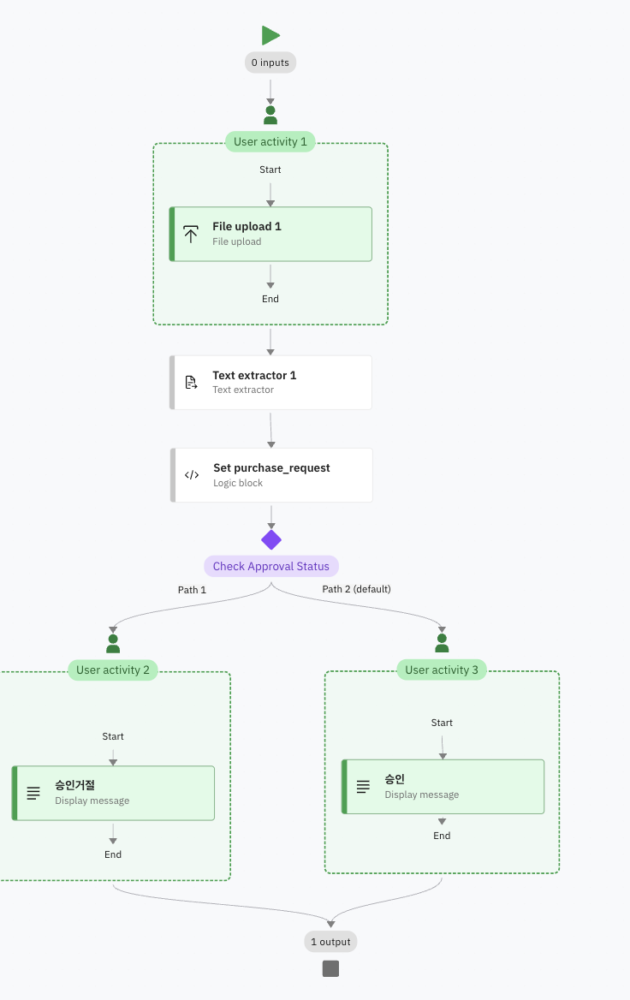 0 inputs
User activity 1
Start
File upload 1
File upload
End
Text extractor 1
Text extractor
Set purchase_request
Logic block
Check Approval Status
Path 1
Path 2 (default)
User activity 2
Start
승인거절
Display message
End
User activity 3
Start
승인
Display message
End
1 output